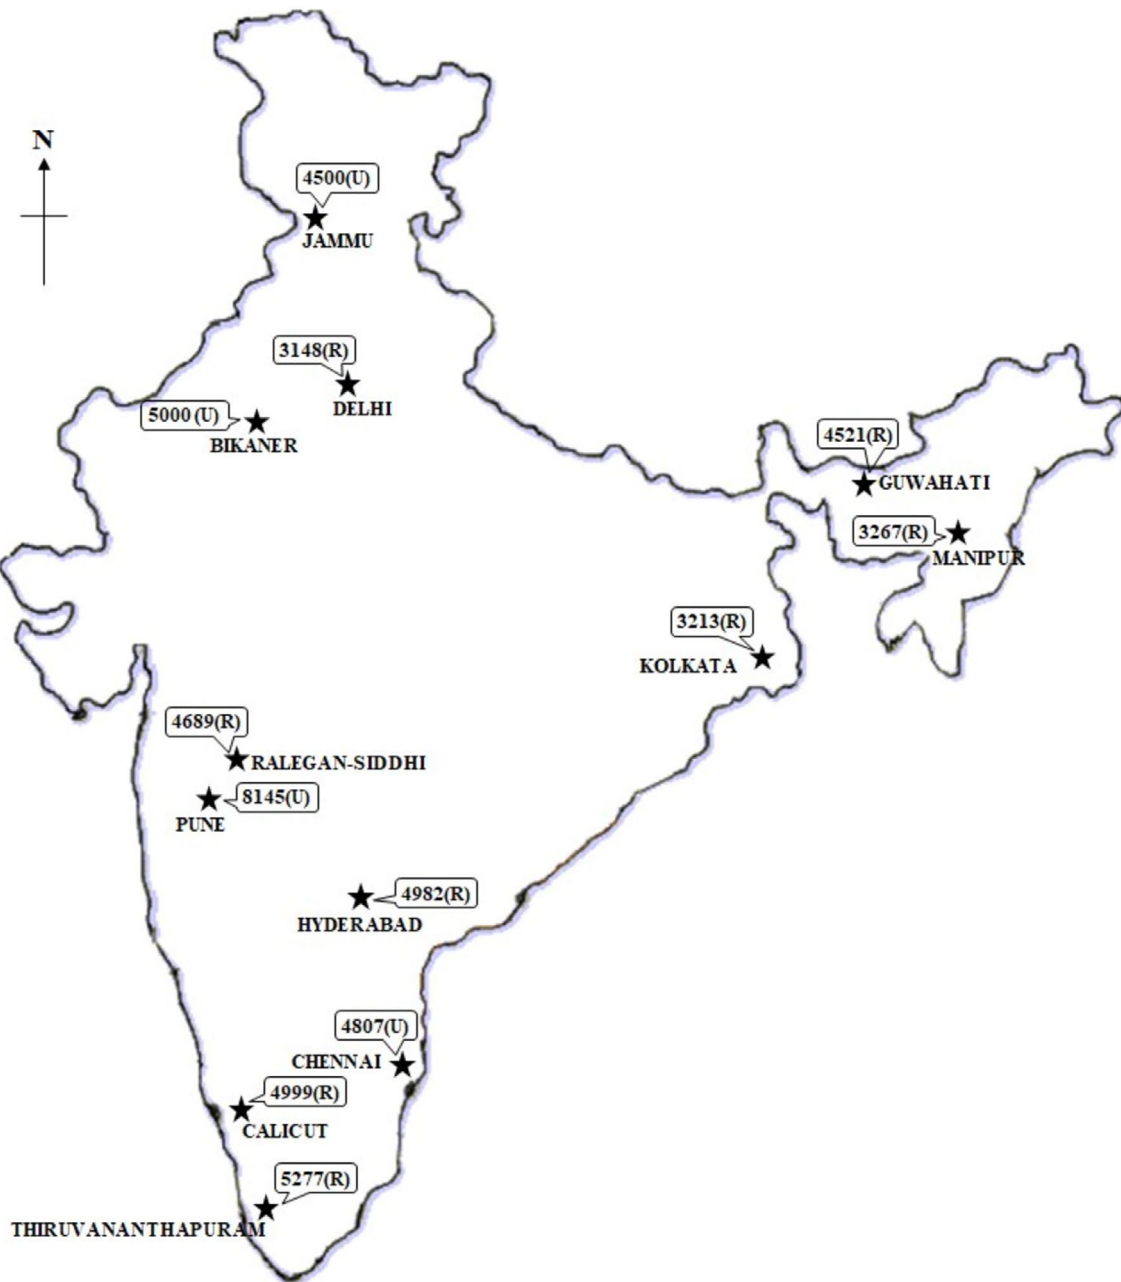 N
4500(U)
JAMMU
3148(R)
DELHI
5000 (U)
BIKANER
4521(R)
GUWAHATI
3267(R)
MANIPUR
3213(R)
KOLKATA
4689(R)
RALEGAN-SIDDHI
8145(U)
PUNE
4982(R)
HYDERABAD
4807(U)
CHENNAI
4999(R)
CALICUT
5277(R)
THIRUVANANTHAPURAM